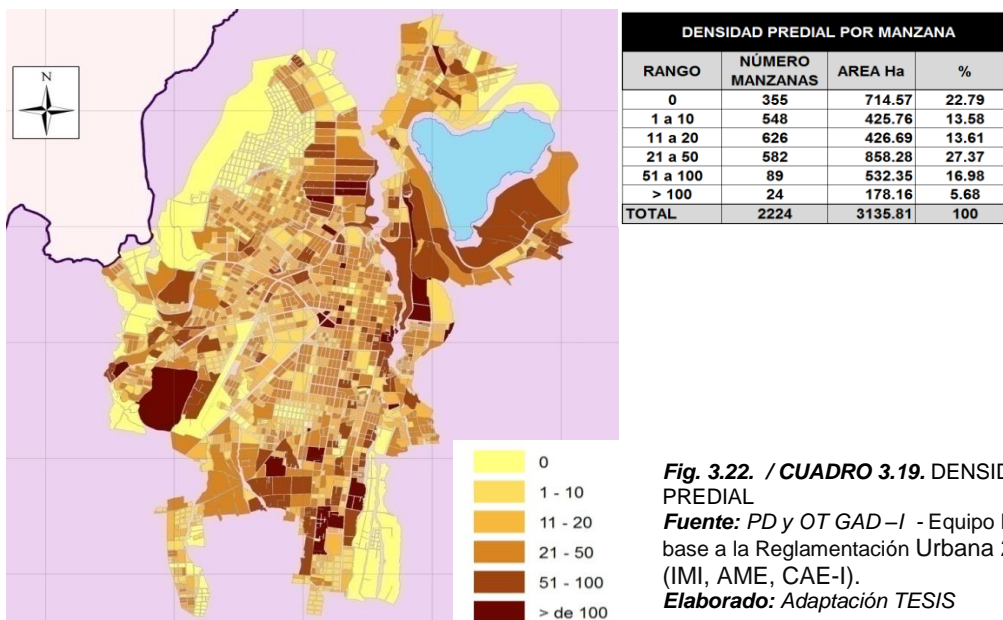 N
DENSIDAD PREDIAL POR MANZANA
RANGO NÚMERO MANZANAS AREA Ha %
0 355 714.57 22.79
1 a 10 548 425.76 13.58
11 a 20 626 426.69 13.61
21 a 50 582 858.28 27.37
51 a 100 89 532.35 16.98
> 100 24 178.16 5.68
TOTAL 2224 3135.81 100
0
1 - 10
11 - 20
21 - 50
51 - 100
> de 100
Fig. 3.22. / CUADRO 3.19.
PREDIAL
Fuente: PD y OT GAD –I - Equipo
base a la Reglamentación Urbana
(IMI, AME, CAE-I).
Elaborado: Adaptación TESIS